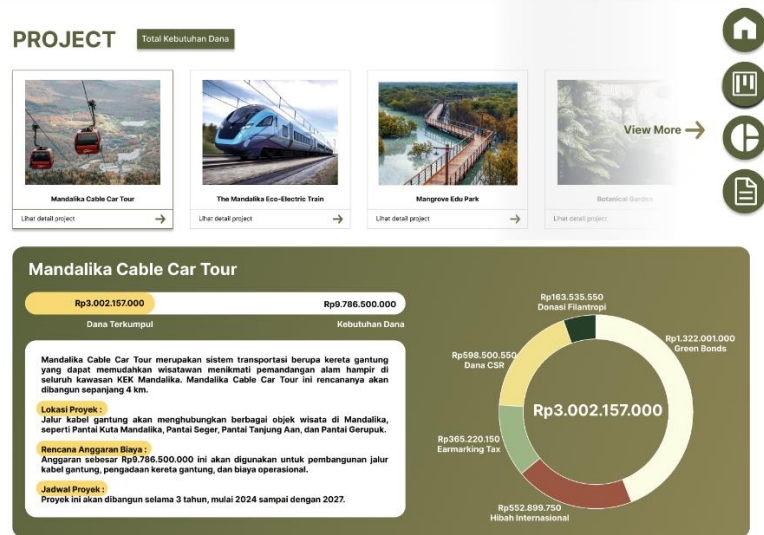 PROJECT
Total Kebutuhan Dana
View More
Mandalika Cable Car Tour
The Mandalika Eco-Electric Train
Mangrove Edu Park
Botanical Garden
Lihat detail project
Lihat detail project
Lihat detail project
Lihat detail project
Mandalika Cable Car Tour
Rp3.002.157.000
Rp9.786.500.000
Dana Terkumpul
Kebutuhan Dana
Mandalika Cable Car Tour merupakan sistem transportasi berupa kereta gantung
yang dapat memudahkan wisatawan menikmati pemandangan alam hampir di
seluruh kawasan KEK Mandalika. Mandalika Cable Car Tour ini rencananya akan
dibangun sepanjang 4 km.
Lokasi Proyek :
Jalur kabel gantung akan menghubungkan berbagai objek wisata di Mandalika,
seperti Pantai Kuta Mandalika, Pantai Seger, Pantai Tanjung Aan, dan Pantai Gerupuk.
Rencana Anggaran Biaya :
Anggaran sebesar Rp9.786.500.000 ini akan digunakan untuk pembangunan jalur
kabel gantung, pengadaan kereta gantung, dan biaya operasional.
Jadwal Proyek :
Proyek ini akan dibangun selama 3 tahun, mulai 2024 sampai dengan 2027.
Rp163.535.550
Donasi Filantropi
Rp1.322.001.000
Green Bonds
Rp598.500.550
Dana CSR
Rp3.002.157.000
Rp365.220.150
Earmarking Tax
Rp552.899.750
Hibah Internasional